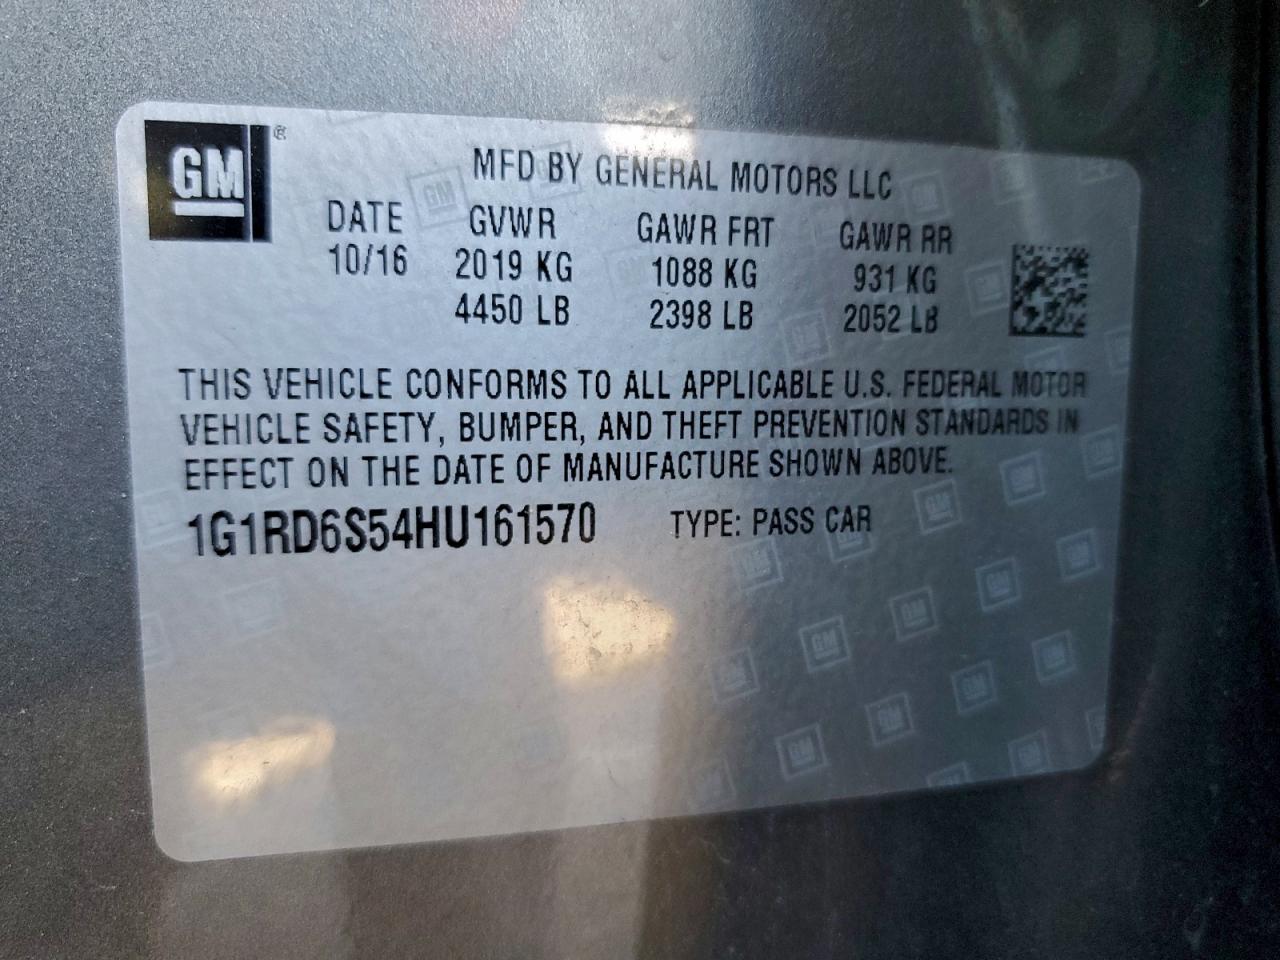 GM®
MFD BY GENERAL MOTORS LLC
DATE GVWR GAWR FRT GAWR RR
10/16 2019 KG 1088 KG 931 KG
4450 LB 2398 LB 2052 LB
THIS VEHICLE CONFORMS TO ALL APPLICABLE U.S. FEDERAL MOTOR
VEHICLE SAFETY, BUMPER, AND THEFT PREVENTION STANDARDS IN
EFFECT ON THE DATE OF MANUFACTURE SHOWN ABOVE.
1G1RD6S54HU161570 TYPE: PASS CAR